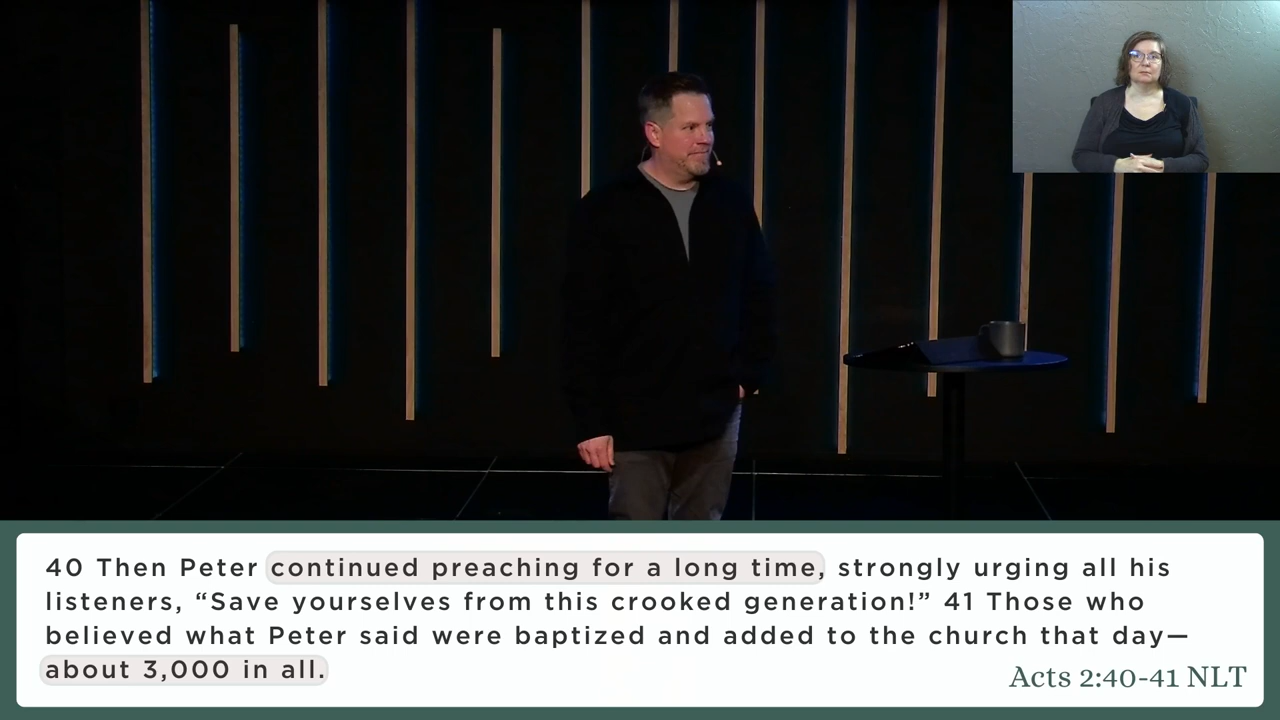 40 Then Peter continued preaching for a long time, strongly urging all his
listeners, “Save yourselves from this crooked generation!” 41 Those who
believed what Peter said were baptized and added to the church that day—
about 3,000 in all.
Acts 2:40-41 NLT